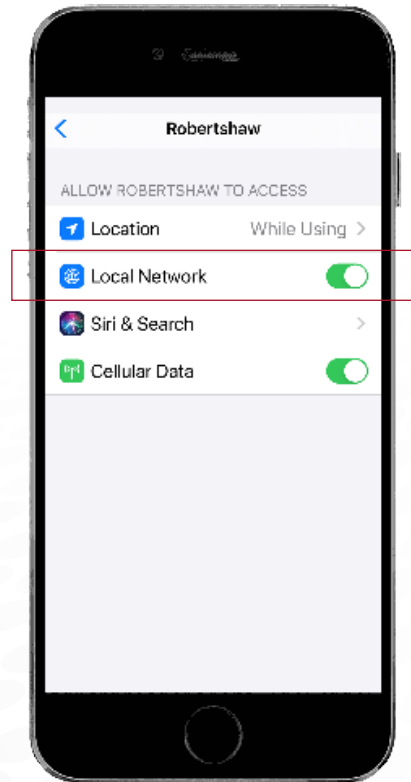 Robertshaw
ALLOW ROBERTSHAW TO ACCESS
Location While Using
Local Network
Siri & Search
Cellular Data